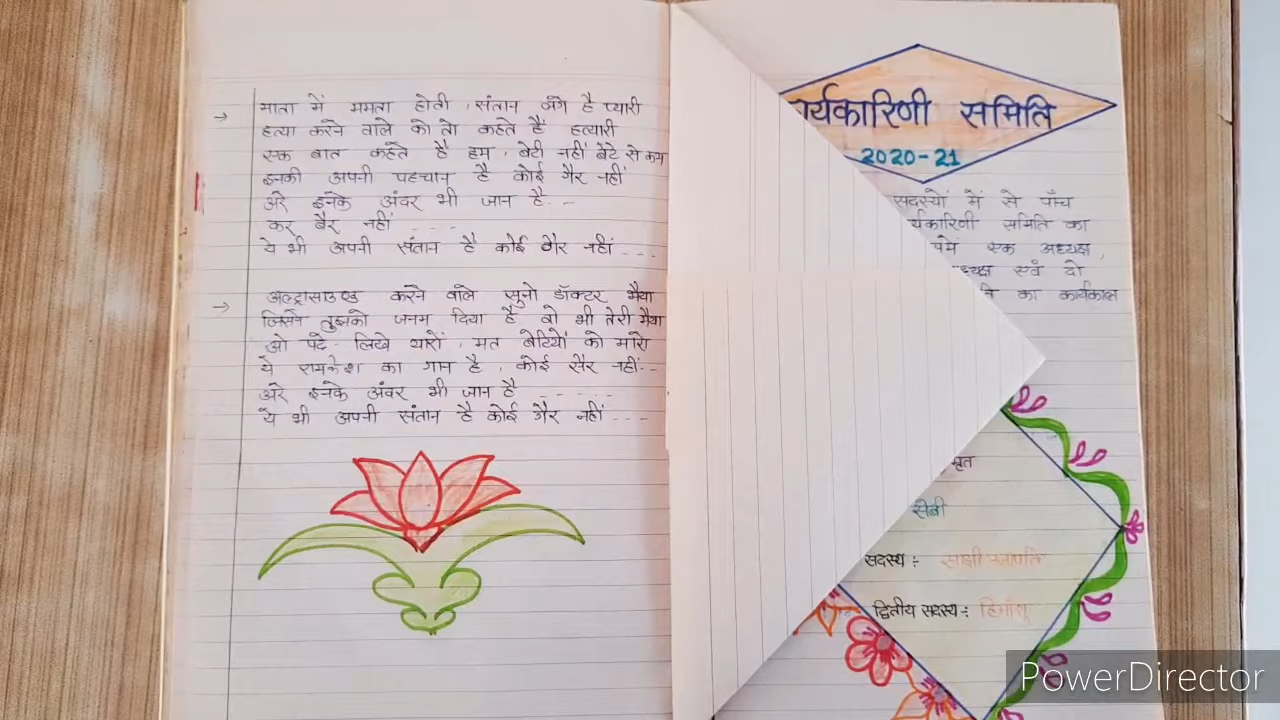 माता में ममता होती, संतान बंगे है प्यारी
हत्या करने वाले को तो कहते हैं हत्यारी
एक बात कहते है हम, बेटी नहीं बेटे से कम
इनकी अपनी पहचान है कोई गैर नहीं
अरे इनके अंदर भी जान है. --
कर बैर नहीं - - - -
ये भी अपनी संतान है कोई गैर नहीं - - -
अल्ट्रासाउण्ड करने वाले सुनो डॉक्टर भैया
जिसने तुझको जनम दिया है वो भी तेरी मैया
ओ पढे-लिखे यारों, मत बेटियों को मारो
ये रामकेश का गाम है, कोई सैर नहीं --
अरे इनके अंदर भी जान है - - - - - -
ये भी अपनी संतान है कोई गैर नहीं - - -
र्यकारिणी समिति
2020-21
सदस्यों में से पाँच
र्यकारिणी समिति का
एक अध्यक्ष,
ध्यक्ष एवं दो
का कार्यकाल
सदस्य :- साक्षी प्रजापति
द्वितीय सदस्य :- हिमांशु
PowerDirector